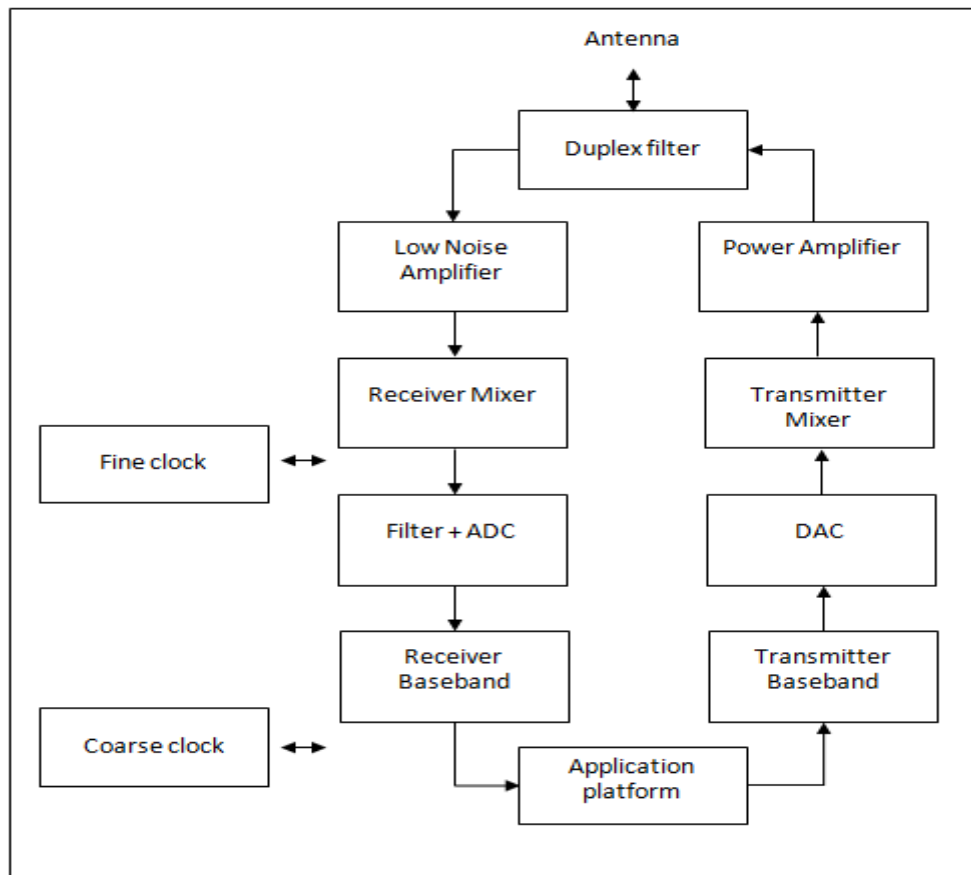 Antenna
Duplex filter
Low Noise
Amplifier
Power Amplifier
Receiver Mixer
Transmitter
Mixer
Fine clock
Filter + ADC
DAC
Receiver
Baseband
Transmitter
Baseband
Coarse clock
Application
platform